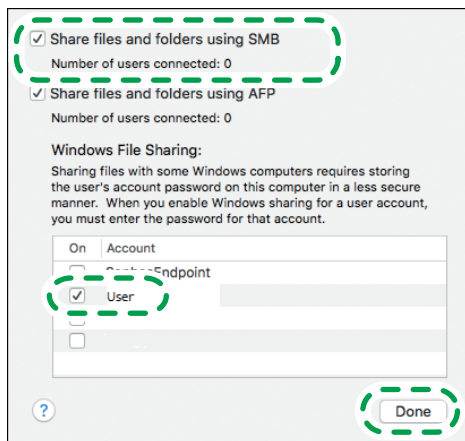 Share files and folders using SMB
Number of users connected: 0
Share files and folders using AFP
Number of users connected: 0
Windows File Sharing:
Sharing files with some Windows computers requires storing
the user's account password on this computer in a less secure
manner. When you enable Windows sharing for a user account,
you must enter the password for that account.
On Account
SophosEndpoint
User
? Done